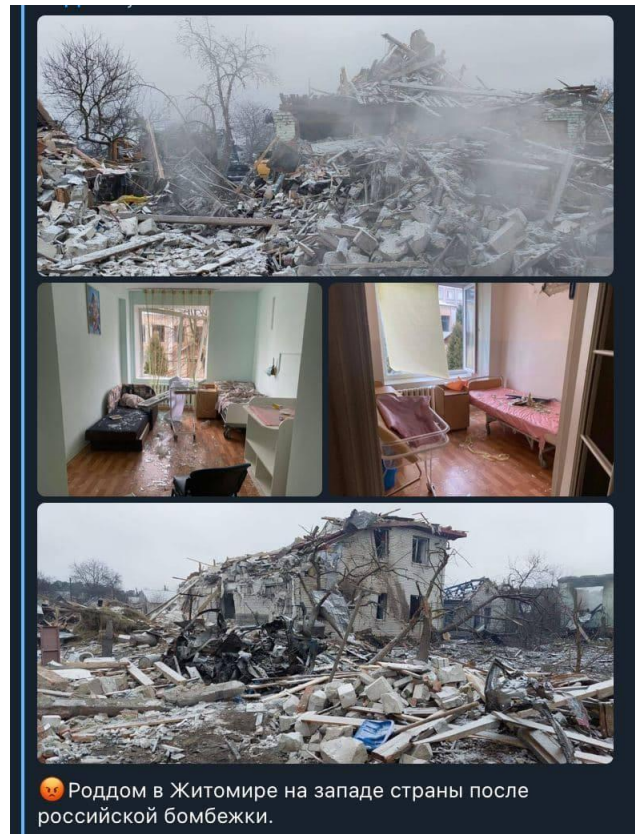 😡Роддом в Житомире на западе страны после
российской бомбежки.